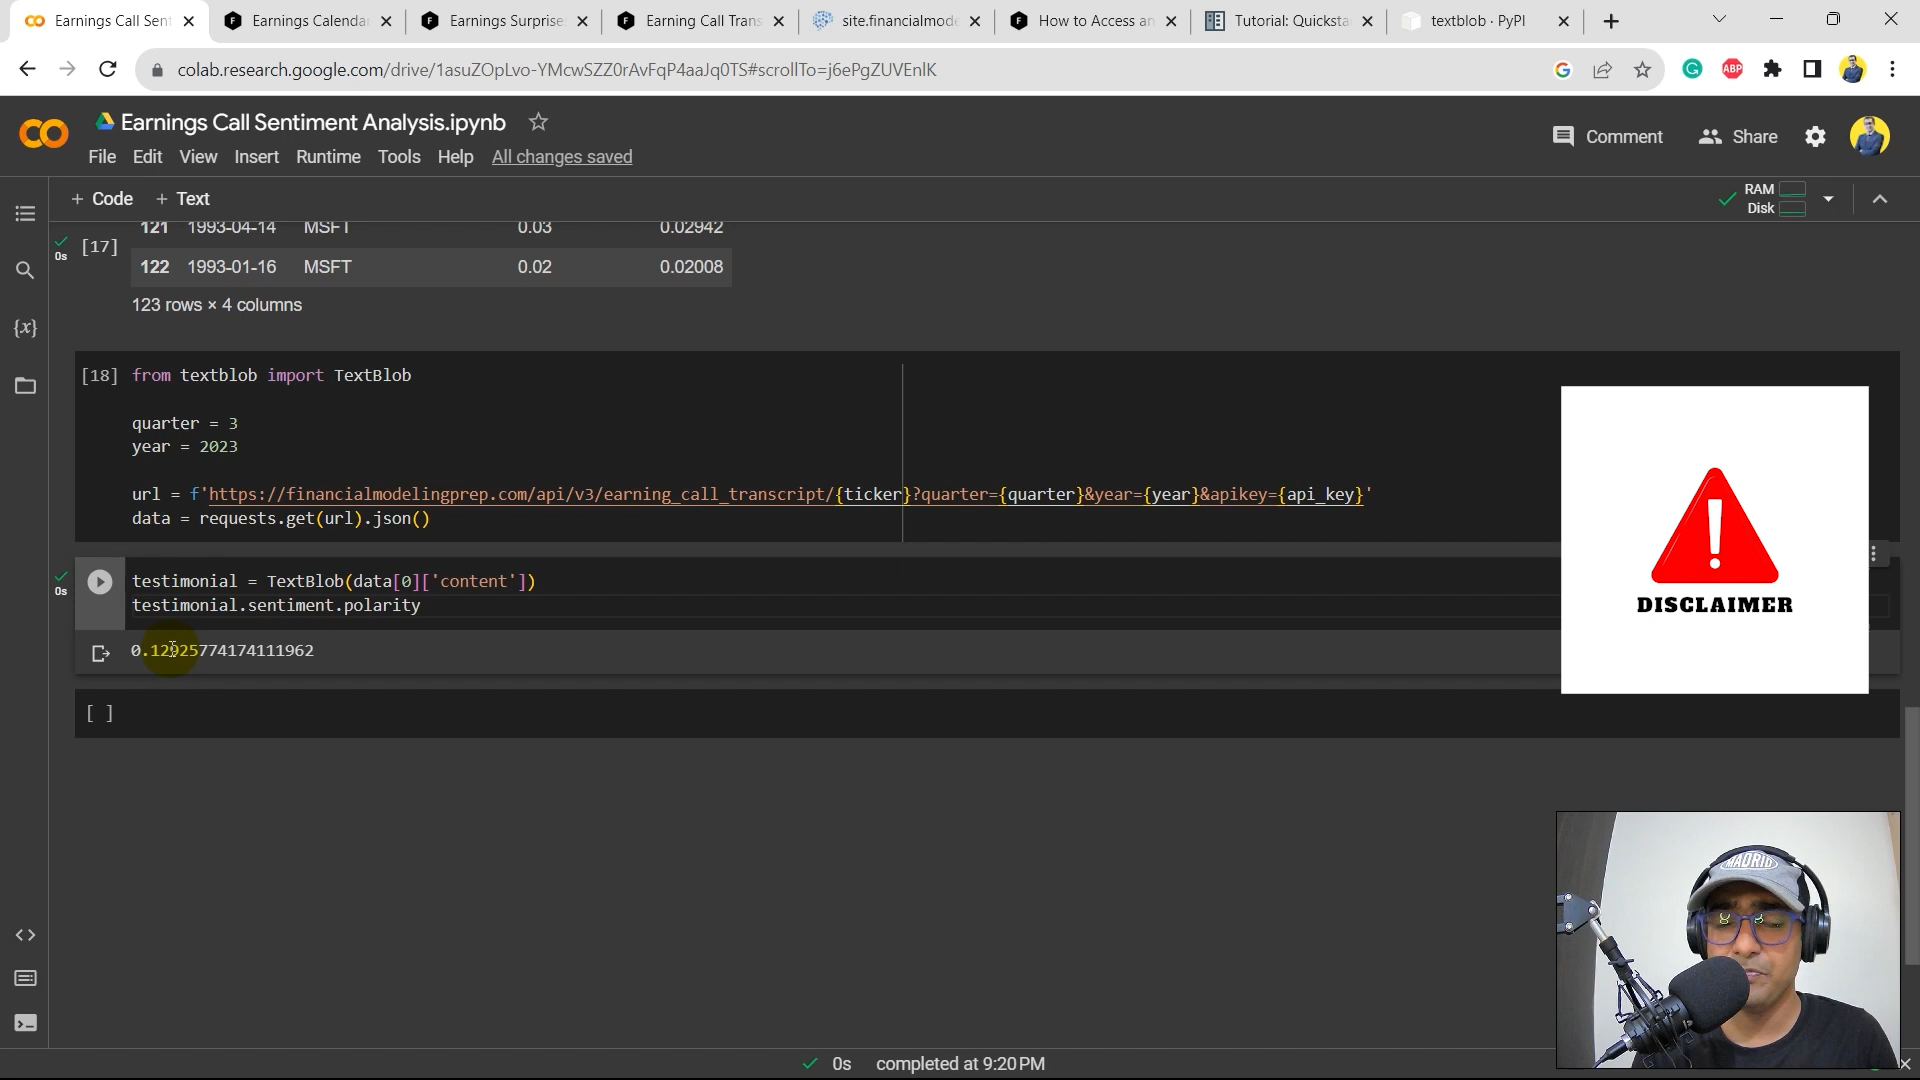 Earnings Call Sent
Earnings Calenda
Earnings Surprise
Earning Call Trans
site.financialmode
How to Access an
Tutorial: Quicksta
textblob · PyPI
colab.research.google.com/drive/1asuZOpLvo-YMcwSZZ0rAvFqP4aaJq0TS#scrollTo=j6ePgZUVEnlK
ABP
Earnings Call Sentiment Analysis.ipynb
Comment
Share
File Edit View Insert Runtime Tools Help All changes saved
+ Code + Text
RAM
Disk
121 1993-04-14 MSFT 0.03 0.02942
0s [17]
122 1993-01-16 MSFT 0.02 0.02008
{x}
123 rows × 4 columns
[18] from textblob import TextBlob
quarter = 3
year = 2023
url = f'https://financialmodelingprep.com/api/v3/earning_call_transcript/{ticker}?quarter={quarter}&year={year}&apikey={api_key}'
data = requests.get(url).json()
DISCLAIMER
0s
testimonial = TextBlob(data[0]['content'])
testimonial.sentiment.polarity
0.12925774174111962
[ ]
MADRID
0s completed at 9:20 PM